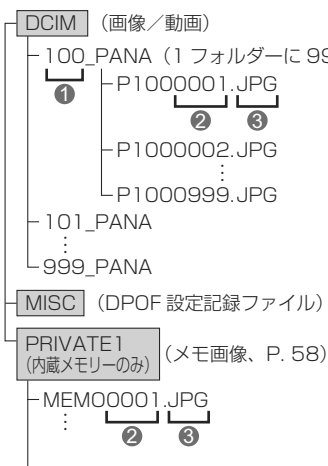 DCIM (画像／動画)
100_PANA (1 フォルダーに 99
❶
P1000001.JPG
❷ ❸
P1000002.JPG
⋮
P1000999.JPG
101_PANA
⋮
999_PANA
MISC (DPOF 設定記録ファイル)
PRIVATE1
(内蔵メモリーのみ) (メモ画像、P. 58)
MEM00001.JPG
⋮ ❷ ❸